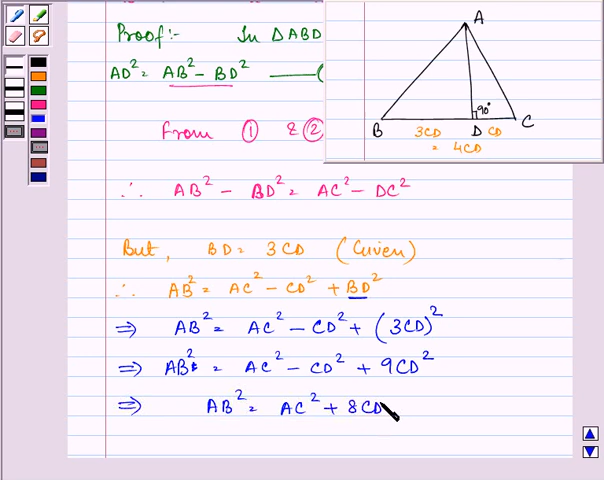 Proof:- In ΔABD
AD² = AB² − BD² ——(
From ① & ②
∴ AB² − BD² = AC² − DC²
But, BD = 3CD (Given)
∴ AB² = AC² − CD² + BD²
⇒ AB² = AC² − CD² + (3CD)²
⇒ AB² = AC² − CD² + 9CD²
⇒ AB² = AC² + 8CD
A
90°
B 3CD D CD C
= 4CD